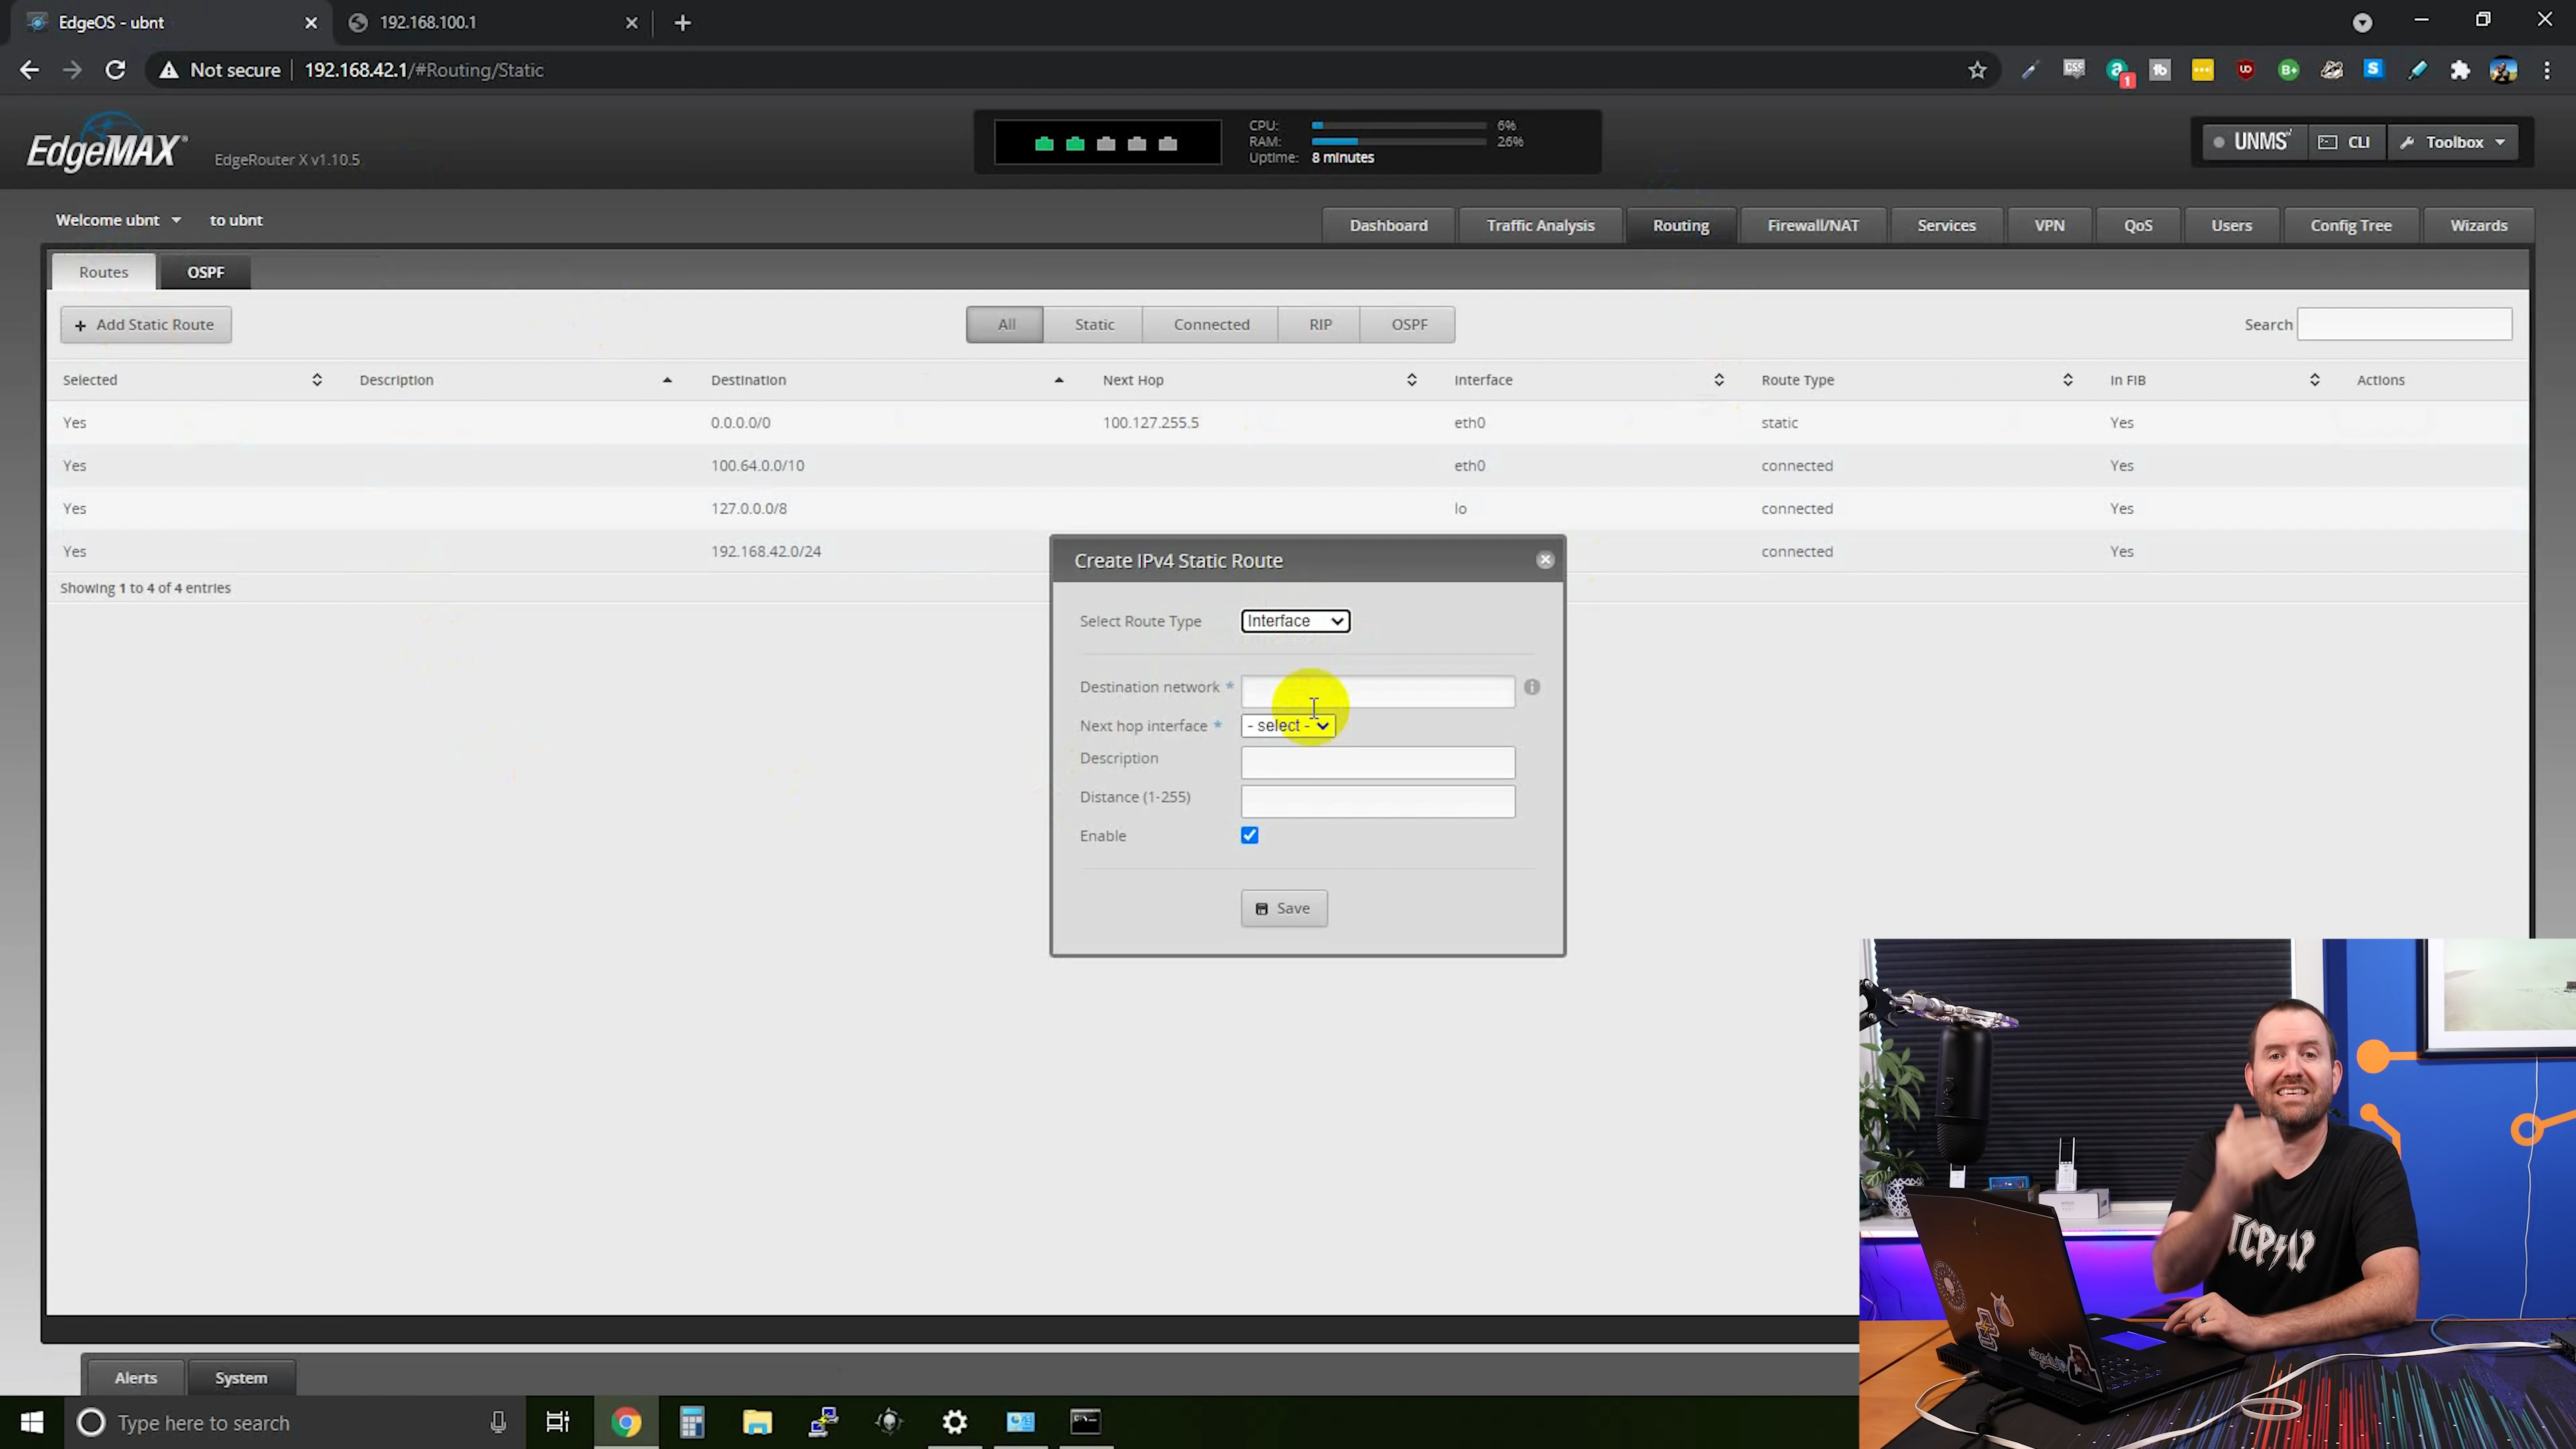 EdgeOS - ubnt
192.168.100.1
Not secure
192.168.42.1/#Routing/Static
EdgeMAX®
EdgeRouter X v1.10.5
CPU: 6%
RAM: 26%
Uptime: 8 minutes
UNMS
CLI
Toolbox
Welcome ubnt to ubnt
Dashboard Traffic Analysis Routing Firewall/NAT Services VPN QoS Users Config Tree Wizards
Routes OSPF
+ Add Static Route
All Static Connected RIP OSPF
Search
Selected Description Destination Next Hop Interface Route Type In FIB Actions
Yes 0.0.0.0/0 100.127.255.5 eth0 static Yes
Yes 100.64.0.0/10 eth0 connected Yes
Yes 127.0.0.0/8 lo connected Yes
Yes 192.168.42.0/24 connected Yes
Showing 1 to 4 of 4 entries
Create IPv4 Static Route
Select Route Type Interface
Destination network *
Next hop interface * - select -
Description
Distance (1-255)
Enable
Save
TCP IP
Alerts System
Type here to search